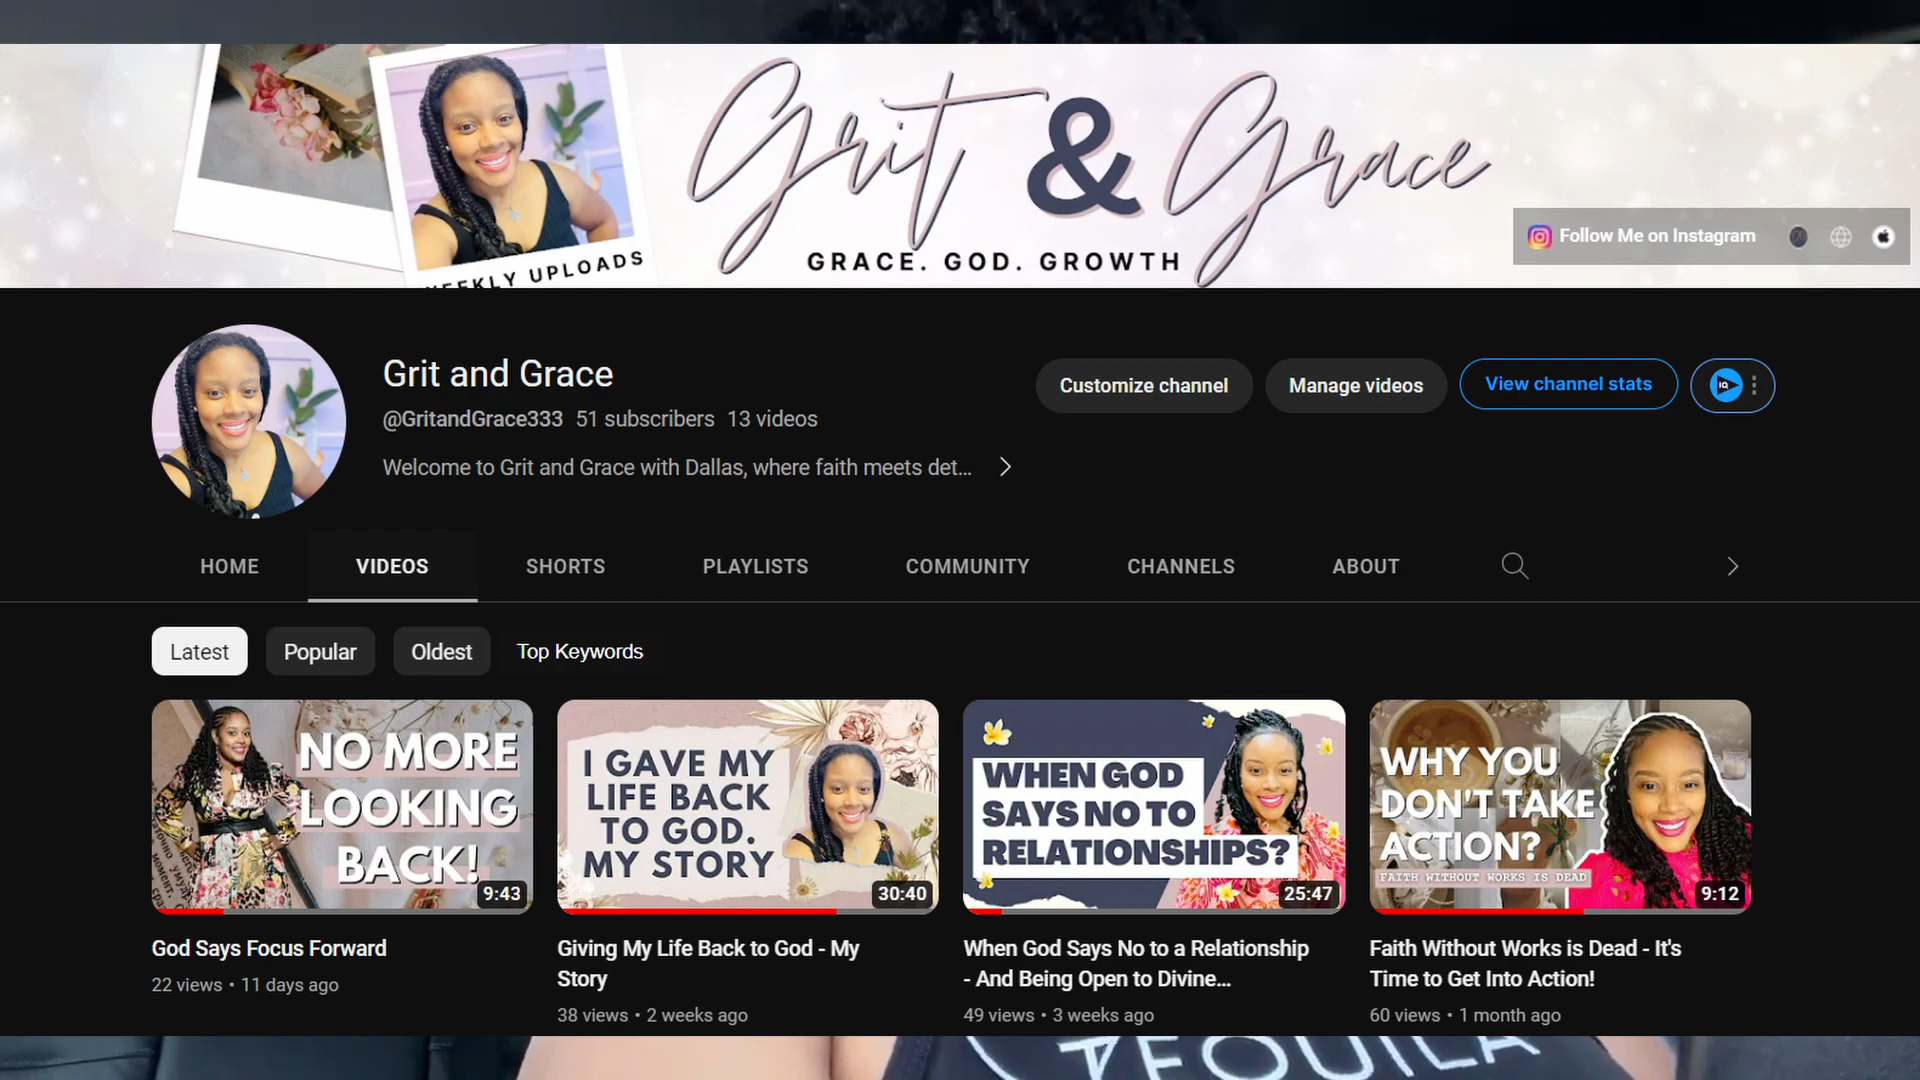 Grit & Grace
GRACE. GOD. GROWTH
WEEKLY UPLOADS
Follow Me on Instagram
Grit and Grace
@GritandGrace333 51 subscribers 13 videos
Welcome to Grit and Grace with Dallas, where faith meets det...
Customize channel
Manage videos
View channel stats
IQ
HOME
VIDEOS
SHORTS
PLAYLISTS
COMMUNITY
CHANNELS
ABOUT
Latest
Popular
Oldest
Top Keywords
NO MORE
LOOKING
BACK!
9:43
I GAVE MY
LIFE BACK
TO GOD.
MY STORY
30:40
WHEN GOD
SAYS NO TO
RELATIONSHIPS?
25:47
WHY YOU
DON'T TAKE
ACTION?
FAITH WITHOUT WORKS IS DEAD
9:12
God Says Focus Forward
22 views • 11 days ago
Giving My Life Back to God - My
Story
38 views • 2 weeks ago
When God Says No to a Relationship
- And Being Open to Divine...
49 views • 3 weeks ago
Faith Without Works is Dead - It's
Time to Get Into Action!
60 views • 1 month ago
TEQUILA